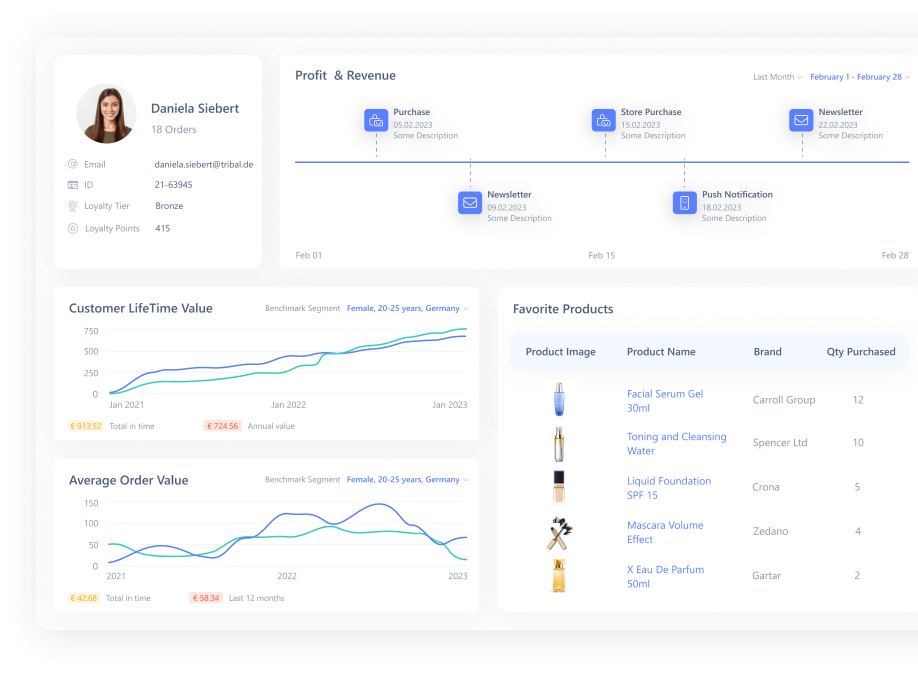 Daniela Siebert
18 Orders
Email daniela.siebert@tribal.de
ID 21-63945
Loyalty Tier Bronze
Loyalty Points 415
Profit & Revenue
Last Month February 1 - February 28
Purchase
05.02.2023
Some Description
Store Purchase
15.02.2023
Some Description
Newsletter
22.02.2023
Some Description
Newsletter
09.02.2023
Some Description
Push Notification
18.02.2023
Some Description
Feb 01 Feb 15 Feb 28
Customer LifeTime Value
Benchmark Segment Female, 20-25 years, Germany
750
500
250
0
Jan 2021 Jan 2022 Jan 2023
€ 913.52 Total in time € 724.56 Annual value
Average Order Value
Benchmark Segment Female, 20-25 years, Germany
150
100
50
0
2021 2022 2023
€ 42.68 Total in time € 58.34 Last 12 months
Favorite Products
Product Image Product Name Brand Qty Purchased
Facial Serum Gel
30ml
Carroll Group 12
Toning and Cleansing
Water
Spencer Ltd 10
Liquid Foundation
SPF 15
Crona 5
Mascara Volume
Effect
Zedano 4
X Eau De Parfum
50ml
Gartar 2